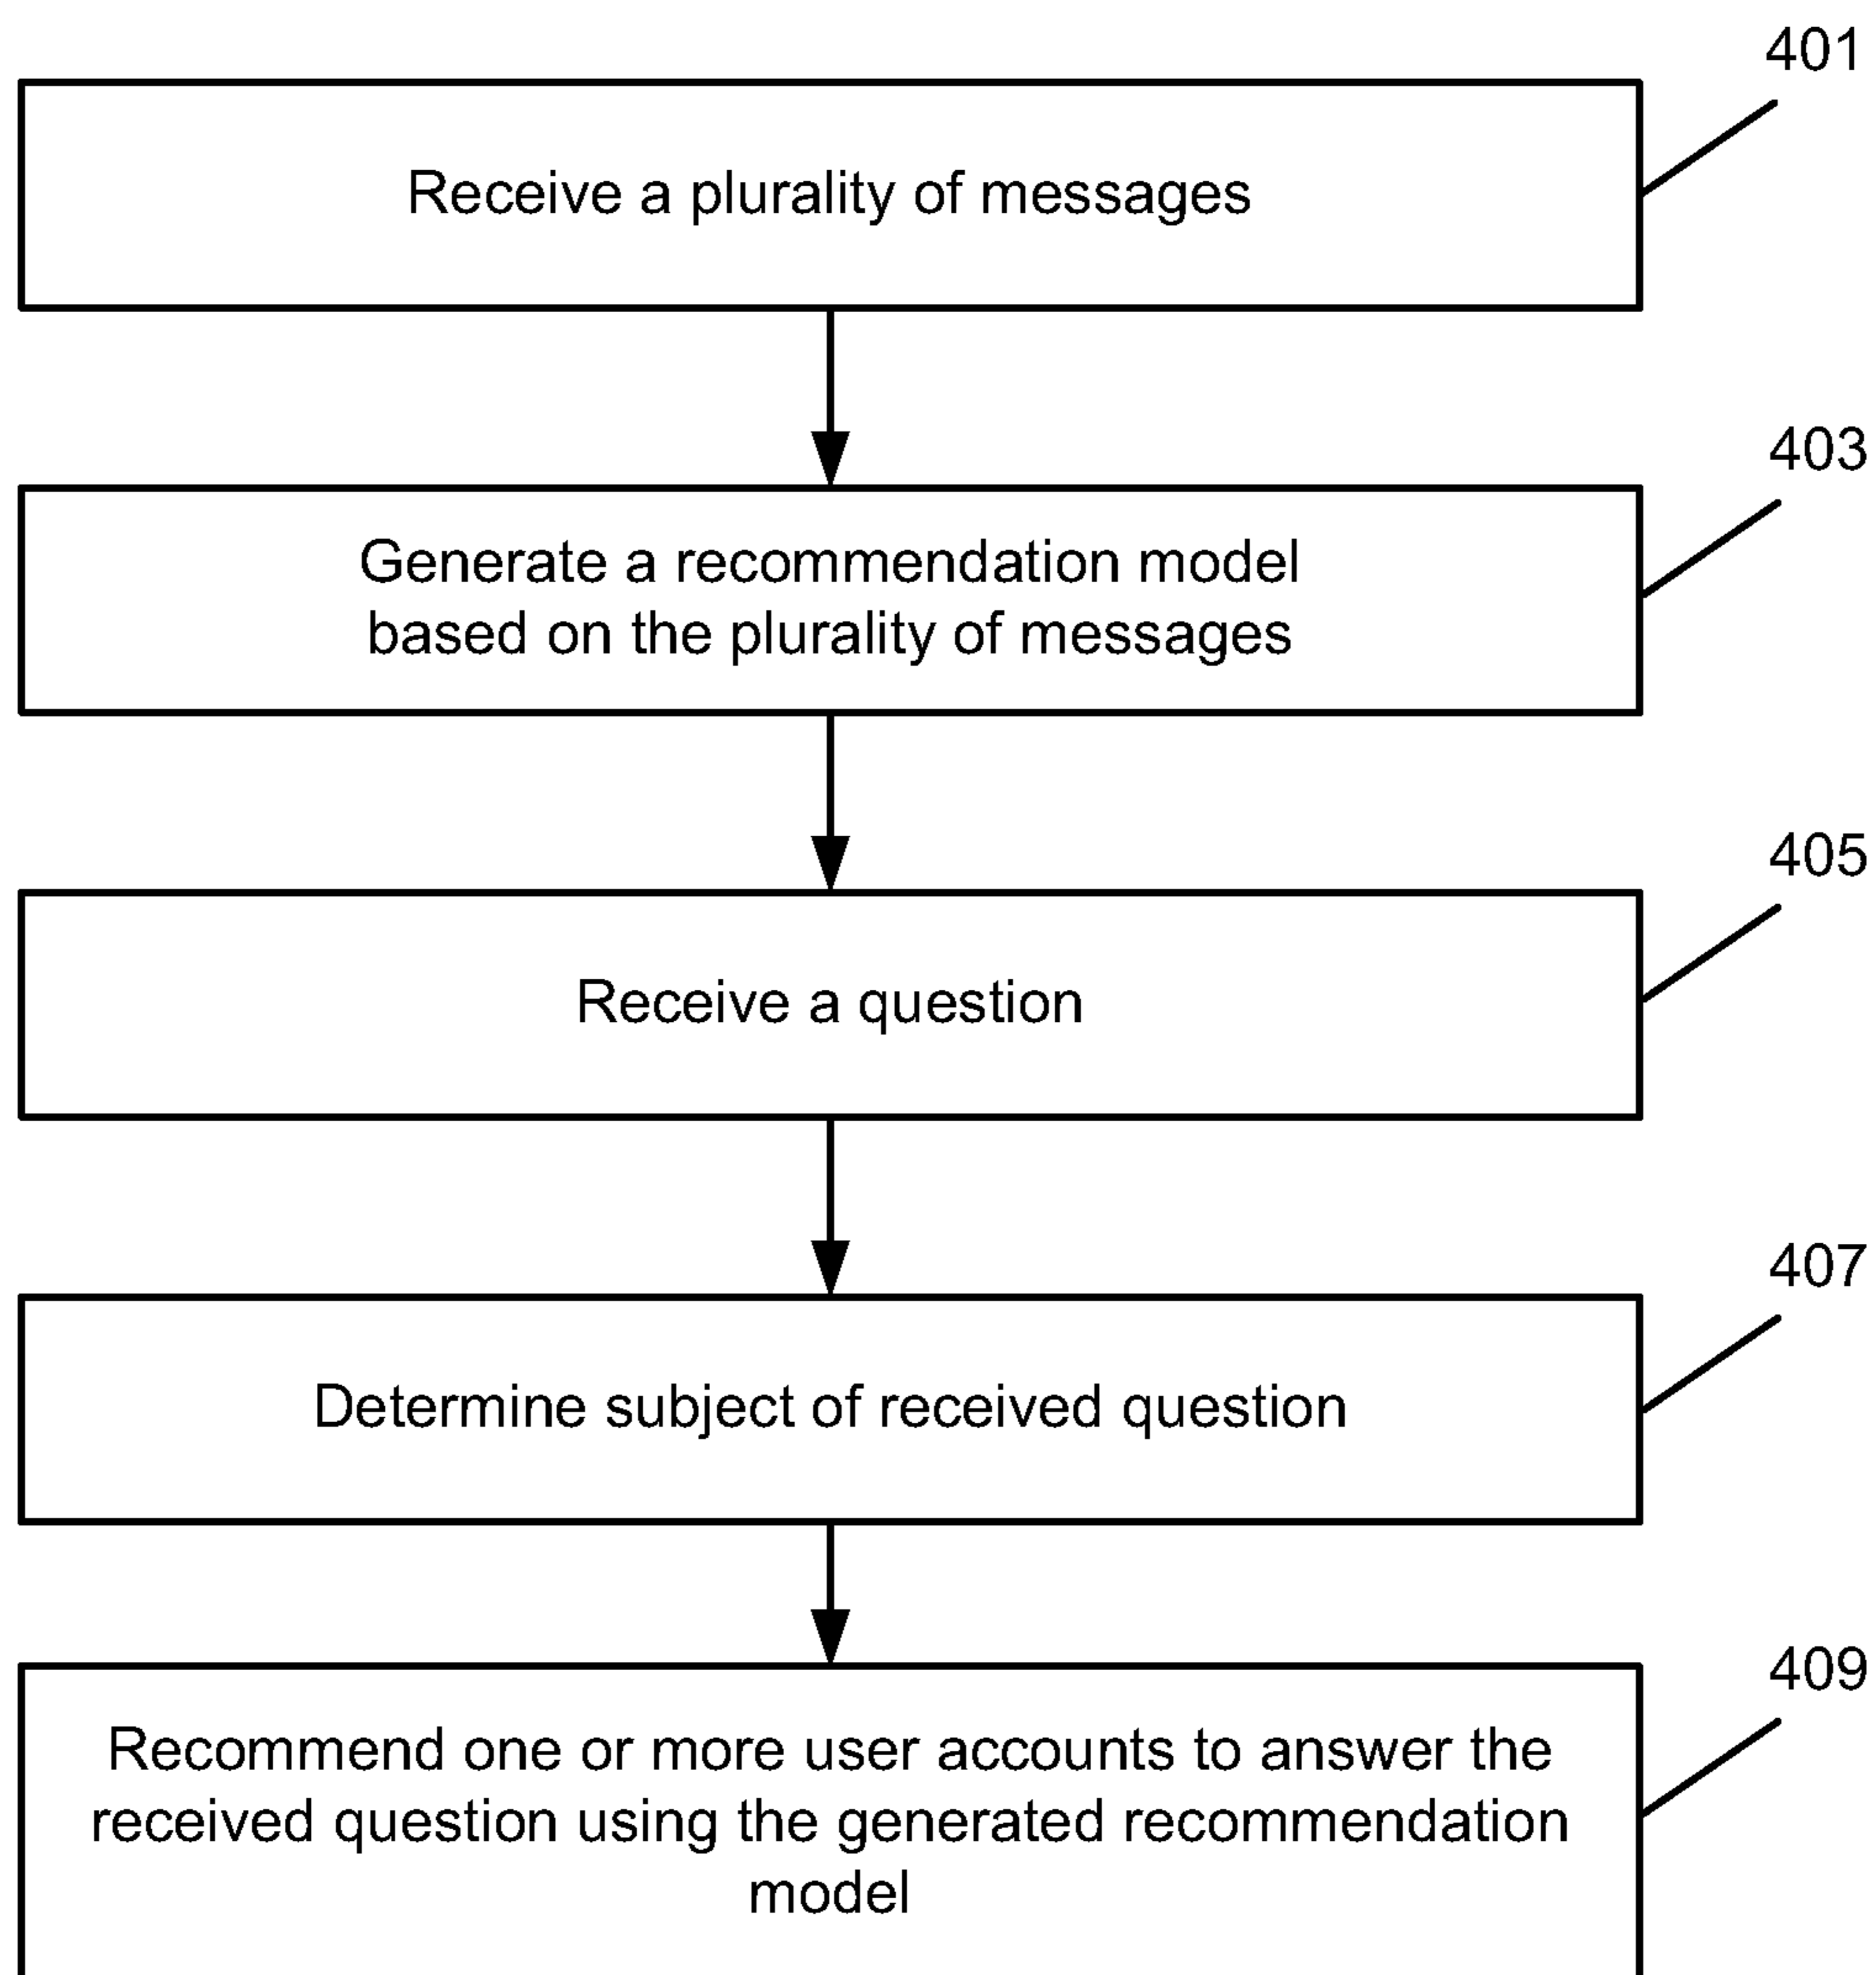 401
Receive a plurality of messages
403
Generate a recommendation model
based on the plurality of messages
405
Receive a question
407
Determine subject of received question
409
Recommend one or more user accounts to answer the
received question using the generated recommendation
model